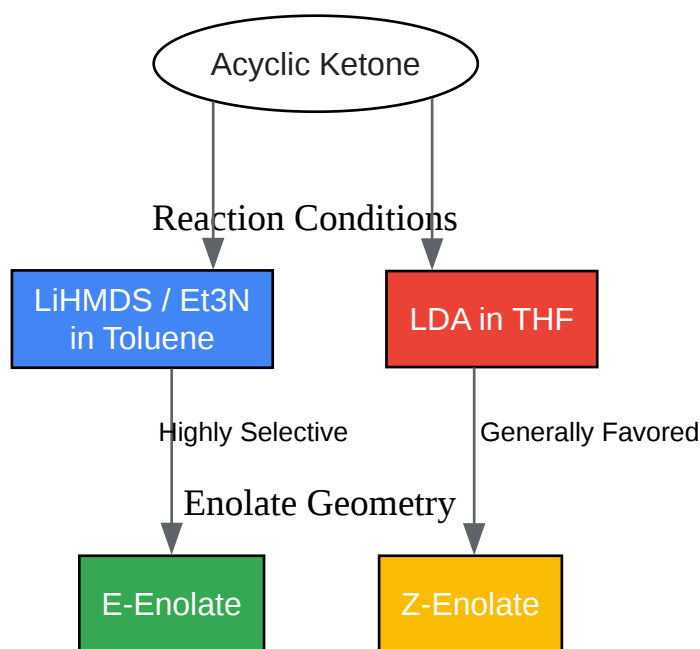 Acyclic Ketone
Reaction Conditions
LiHMDS / Et3N
in Toluene
LDA in THF
Highly Selective
Generally Favored
Enolate Geometry
E-Enolate
Z-Enolate